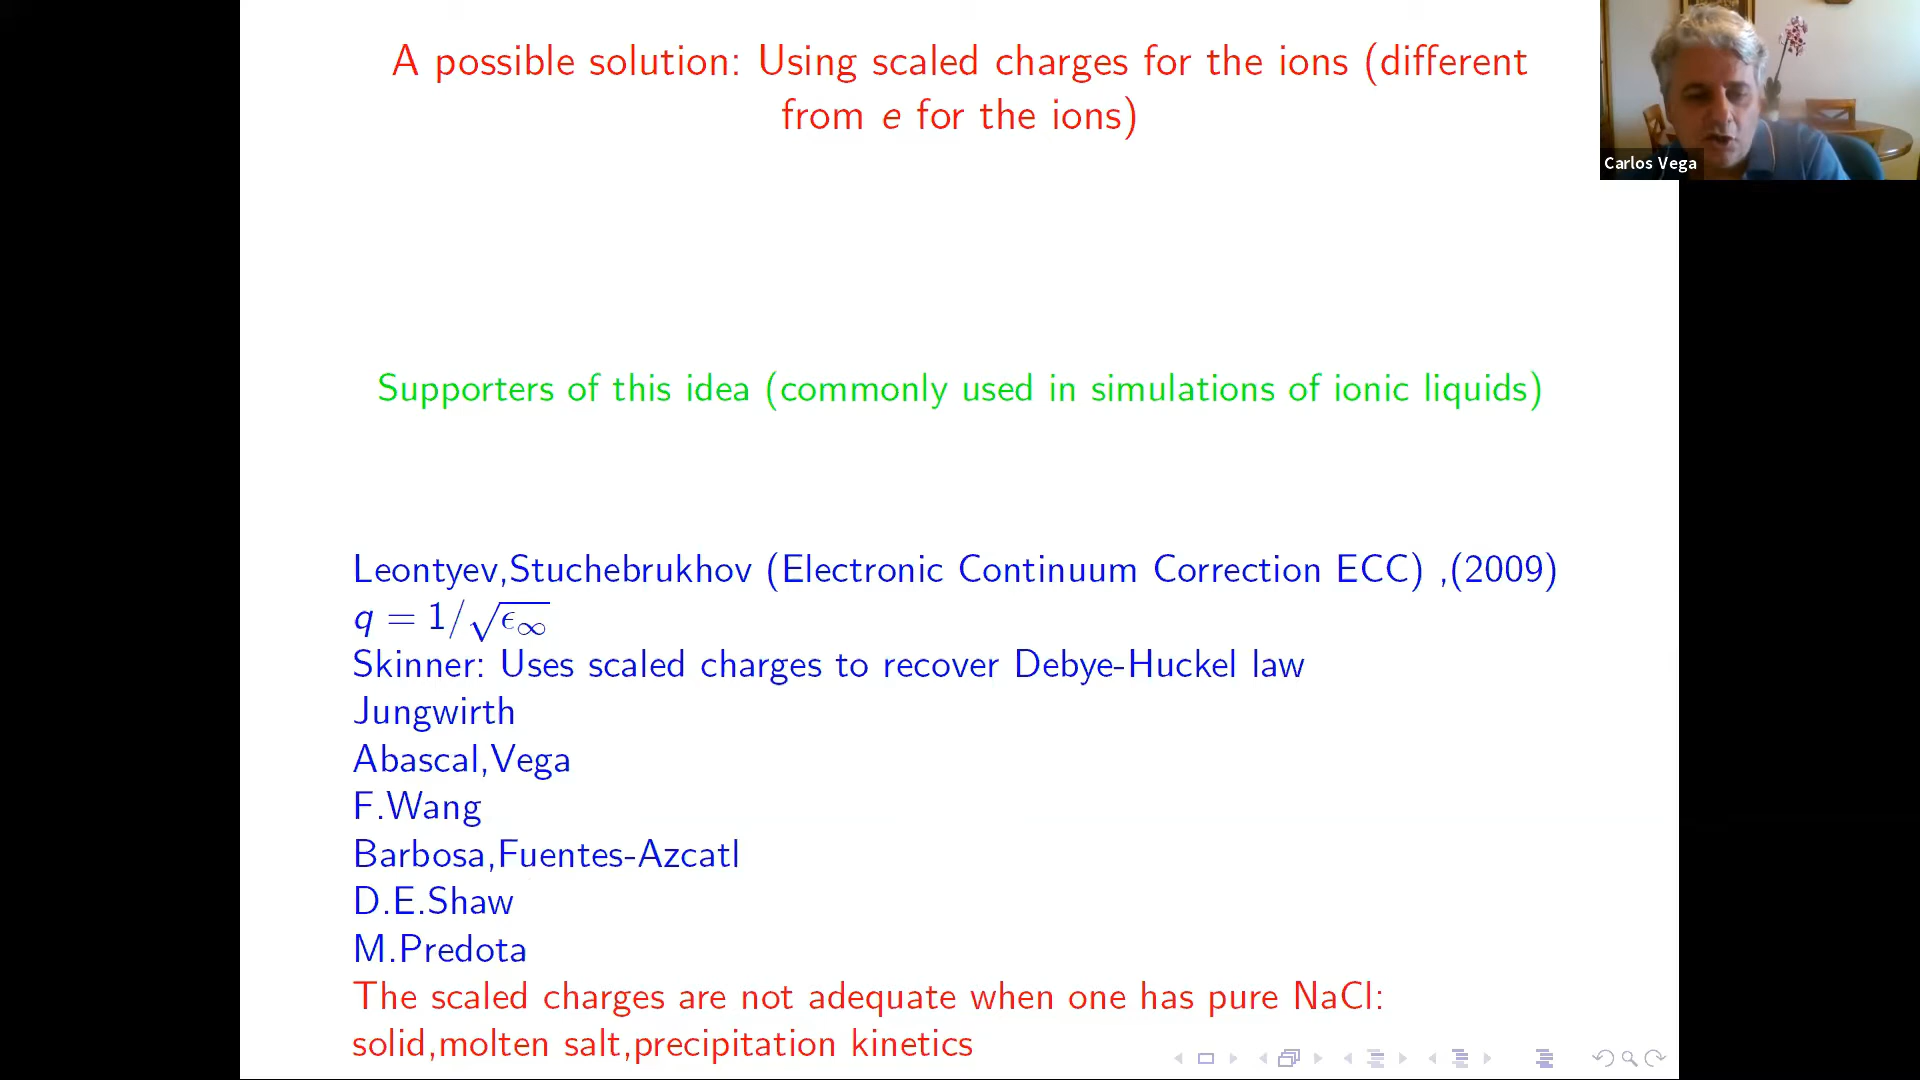 A possible solution: Using scaled charges for the ions (different
from e for the ions)
Carlos Vega
Supporters of this idea (commonly used in simulations of ionic liquids)
Leontyev,Stuchebrukhov (Electronic Continuum Correction ECC) ,(2009)
q = 1/√ϵ∞
Skinner: Uses scaled charges to recover Debye-Huckel law
Jungwirth
Abascal,Vega
F.Wang
Barbosa,Fuentes-Azcatl
D.E.Shaw
M.Predota
The scaled charges are not adequate when one has pure NaCl:
solid,molten salt,precipitation kinetics